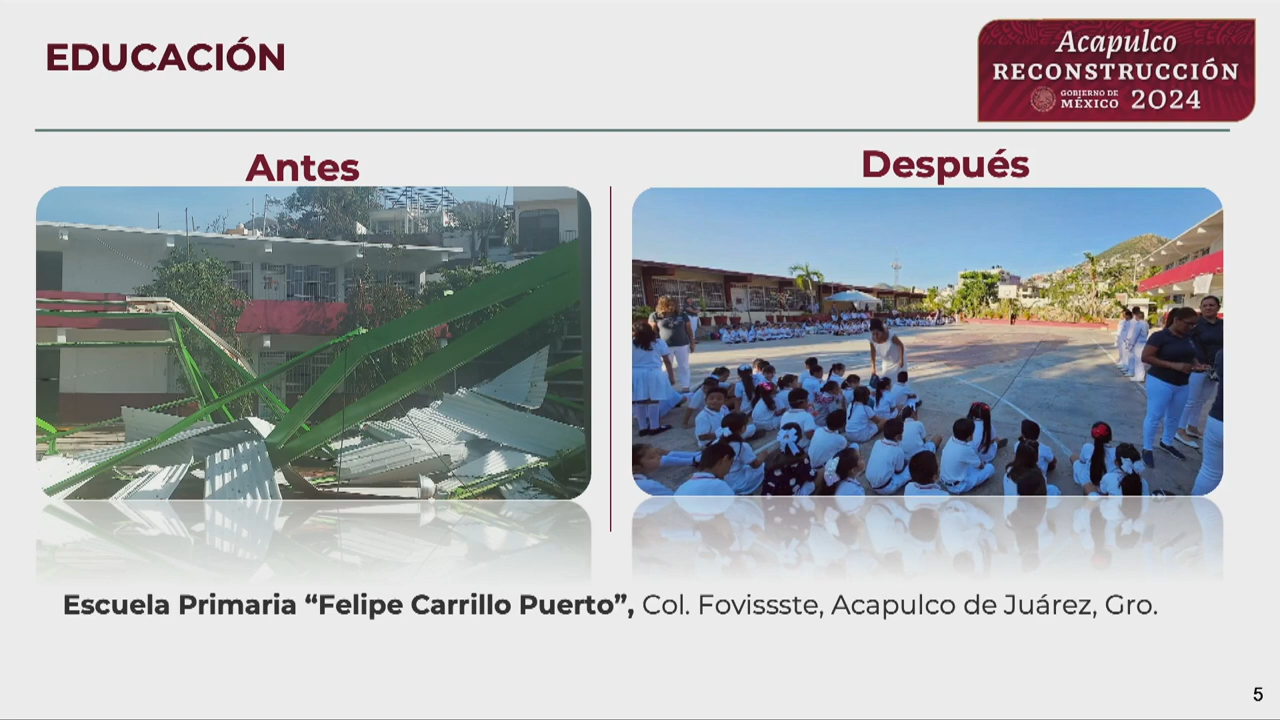 EDUCACIÓN
Acapulco
RECONSTRUCCIÓN
GOBIERNO DE
MÉXICO
2024
Antes
Después
Escuela Primaria “Felipe Carrillo Puerto”, Col. Fovissste, Acapulco de Juárez, Gro.
5